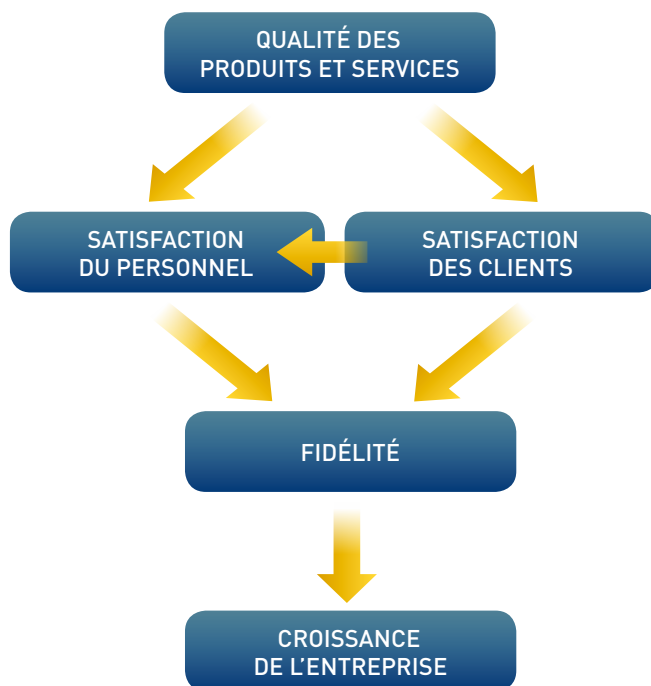 QUALITÉ DES
PRODUITS ET SERVICES
SATISFACTION
DU PERSONNEL
SATISFACTION
DES CLIENTS
FIDÉLITÉ
CROISSANCE
DE L’ENTREPRISE